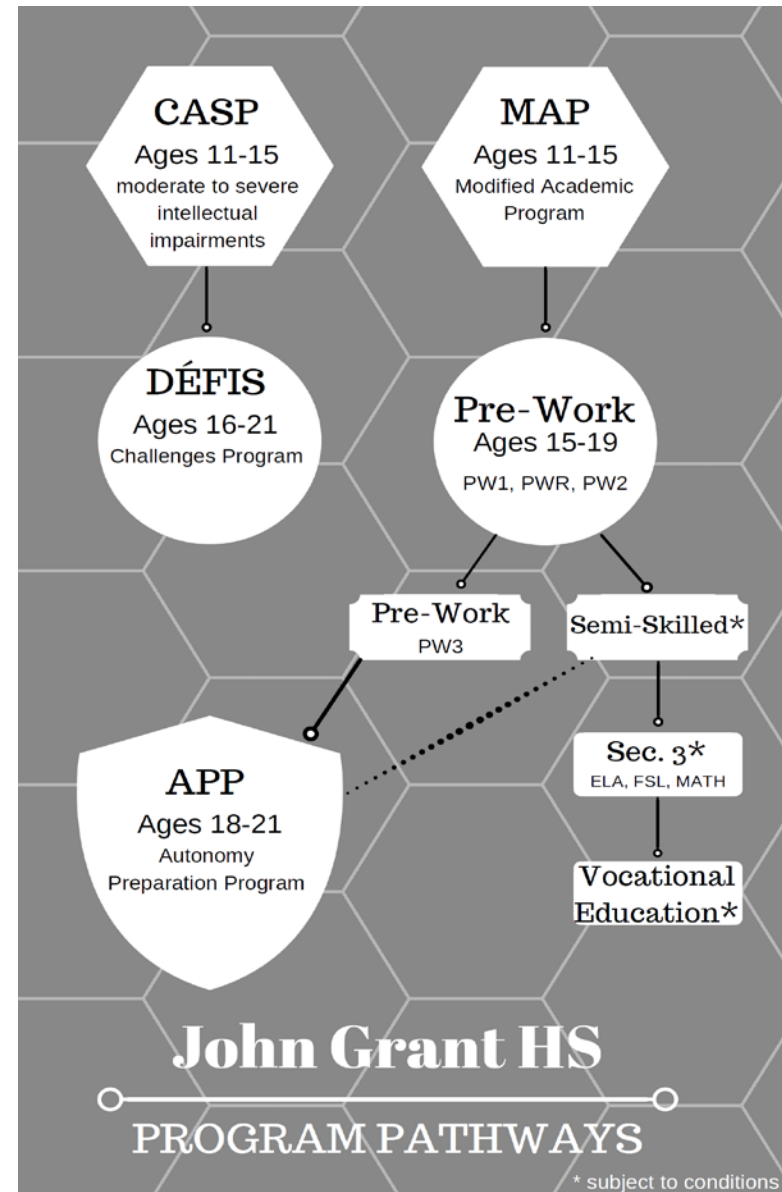 CASP
Ages 11-15
moderate to severe
intellectual
impairments
MAP
Ages 11-15
Modified Academic
Program
DÉFIS
Ages 16-21
Challenges Program
Pre-Work
Ages 15-19
PW1, PWR, PW2
Pre-Work
PW3
Semi-Skilled*
Sec. 3*
ELA, FSL, MATH
APP
Ages 18-21
Autonomy
Preparation Program
Vocational
Education*
John Grant HS
PROGRAM PATHWAYS
* subject to conditions